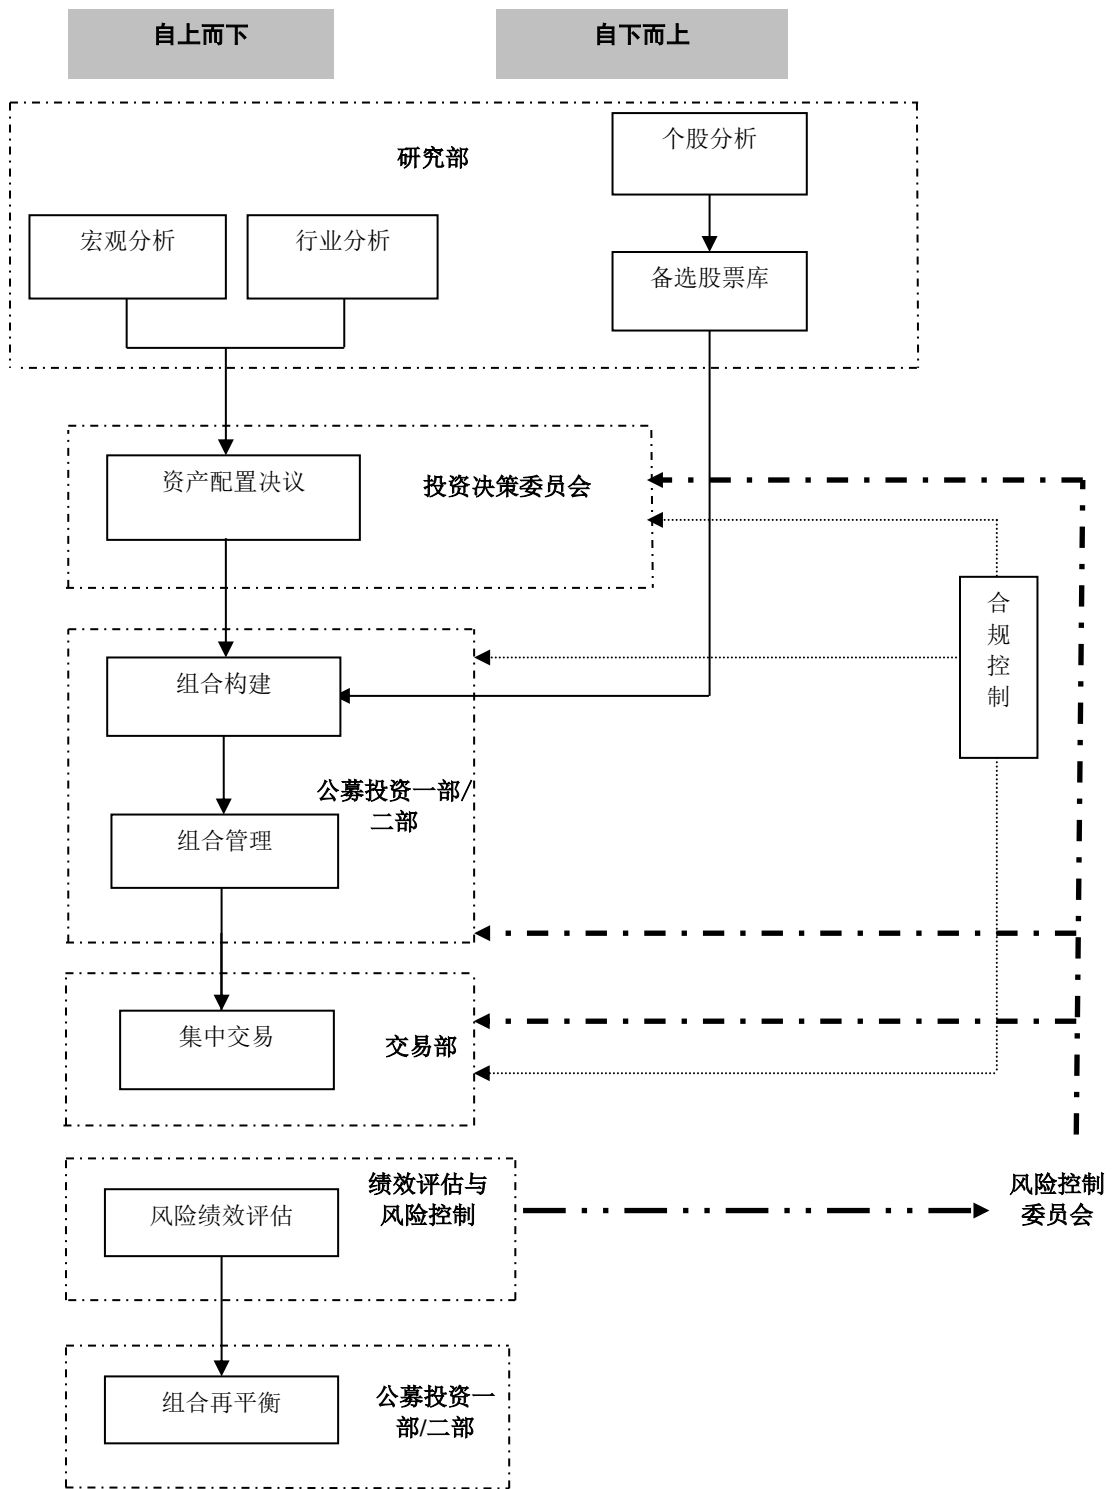 自上而下
自下而上
研究部
个股分析
宏观分析
行业分析
备选股票库
资产配置决议
投资决策委员会
合
规
控
制
组合构建
公募投资一部/
二部
组合管理
集中交易
交易部
绩效评估与
风险控制
风险绩效评估
风险控制
委员会
组合再平衡
公募投资一
部/二部